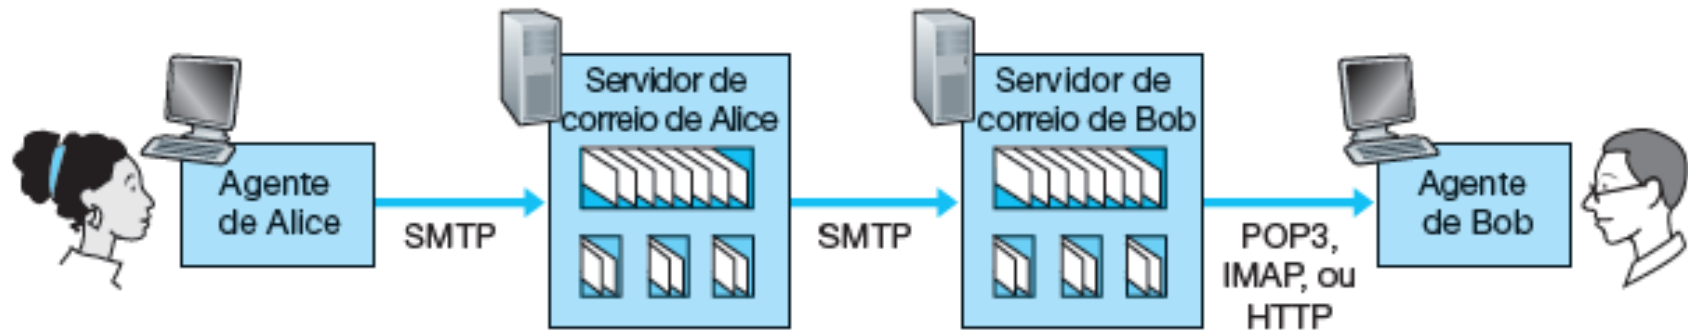 Agente
de Alice
SMTP
Servidor de
correio de Alice
SMTP
Servidor de
correio de Bob
POP3,
IMAP, ou
HTTP
Agente
de Bob